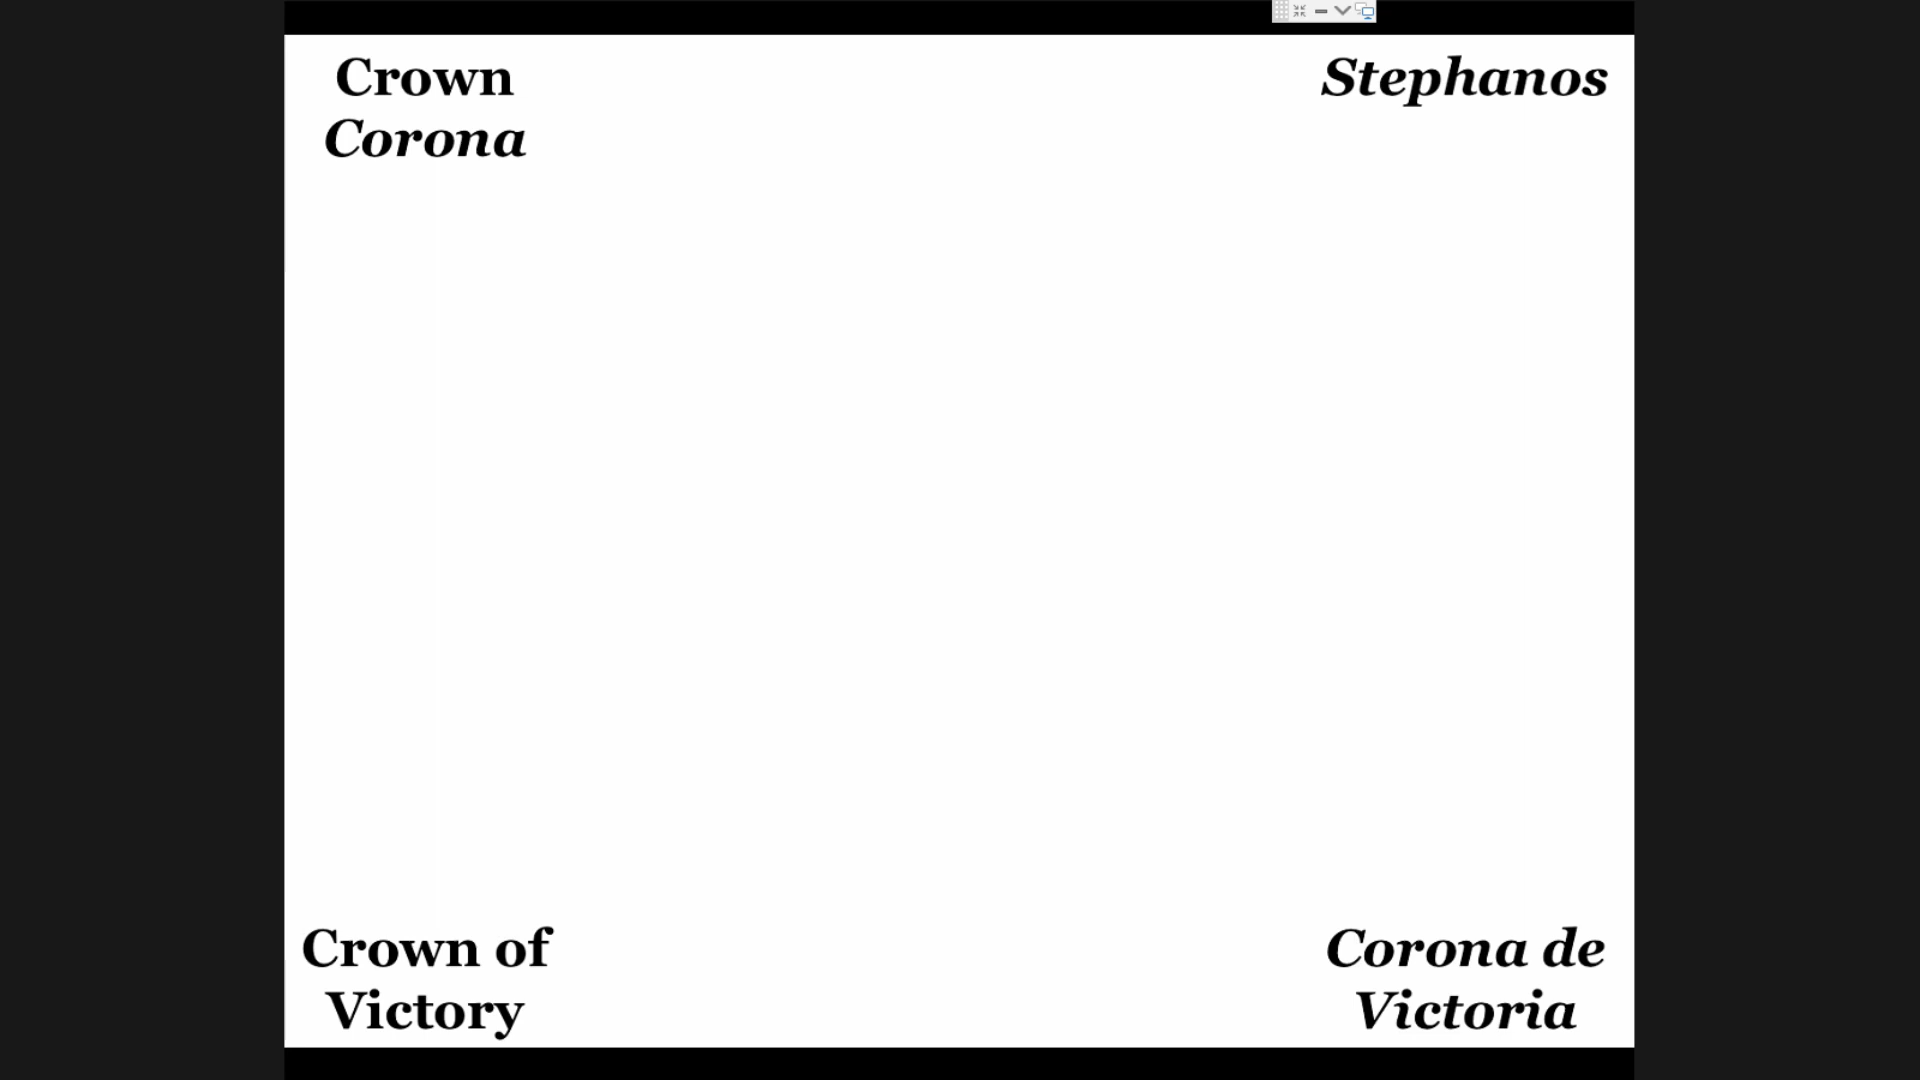 Crown
Corona
Stephanos
Crown of
Victory
Corona de
Victoria